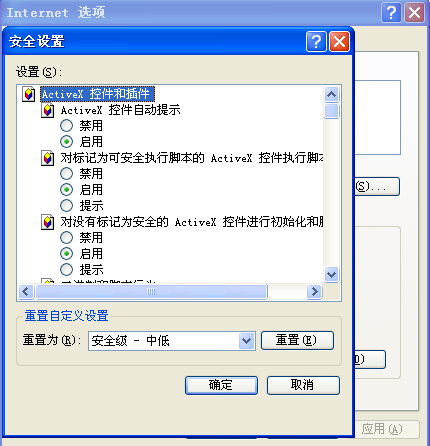 Internet 选项
安全设置
设置(S):
ActiveX 控件和插件
ActiveX 控件自动提示
禁用
启用
对标记为可安全执行脚本的 ActiveX 控件执行脚本
禁用
启用
提示
(S)...
对没有标记为安全的 ActiveX 控件进行初始化和脚
禁用
启用
提示
重置自定义设置
重置为(R):
安全级 - 中低
重置(E)
确定
取消
应用(A)